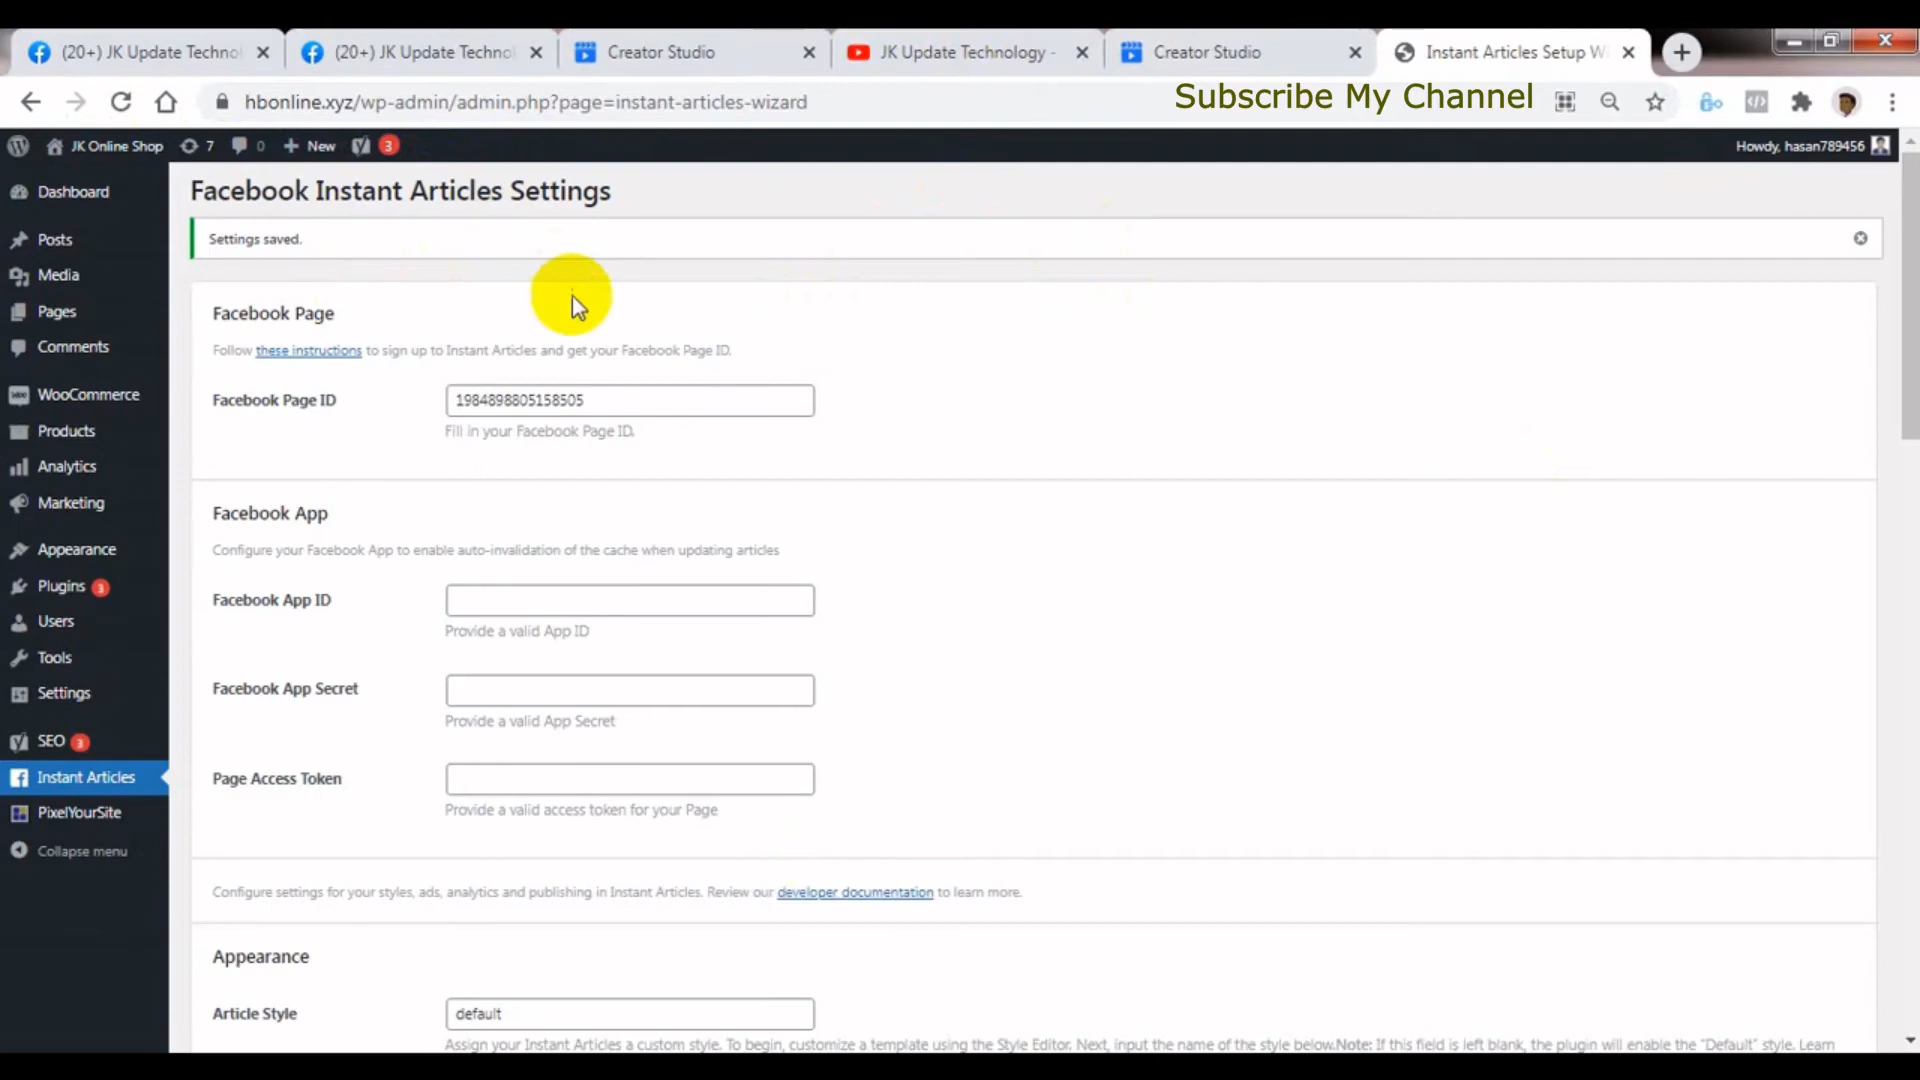 (20+) JK Update Techno
(20+) JK Update Techno
Creator Studio
JK Update Technology -
Creator Studio
Instant Articles Setup W
hbonline.xyz/wp-admin/admin.php?page=instant-articles-wizard
Subscribe My Channel
JK Online Shop
7
0
New
3
Howdy, hasan789456
Dashboard
Posts
Media
Pages
Comments
WooCommerce
Products
Analytics
Marketing
Appearance
Plugins 3
Users
Tools
Settings
SEO 3
Instant Articles
PixelYourSite
Collapse menu
Facebook Instant Articles Settings
Settings saved.
Facebook Page
Follow these instructions to sign up to Instant Articles and get your Facebook Page ID.
Facebook Page ID
1984898805158505
Fill in your Facebook Page ID.
Facebook App
Configure your Facebook App to enable auto-invalidation of the cache when updating articles
Facebook App ID
Provide a valid App ID
Facebook App Secret
Provide a valid App Secret
Page Access Token
Provide a valid access token for your Page
Configure settings for your styles, ads, analytics and publishing in Instant Articles. Review our developer documentation to learn more.
Appearance
Article Style
default
Assign your Instant Articles a custom style. To begin, customize a template using the Style Editor. Next, input the name of the style below.Note: If this field is left blank, the plugin will enable the "Default" style. Learn